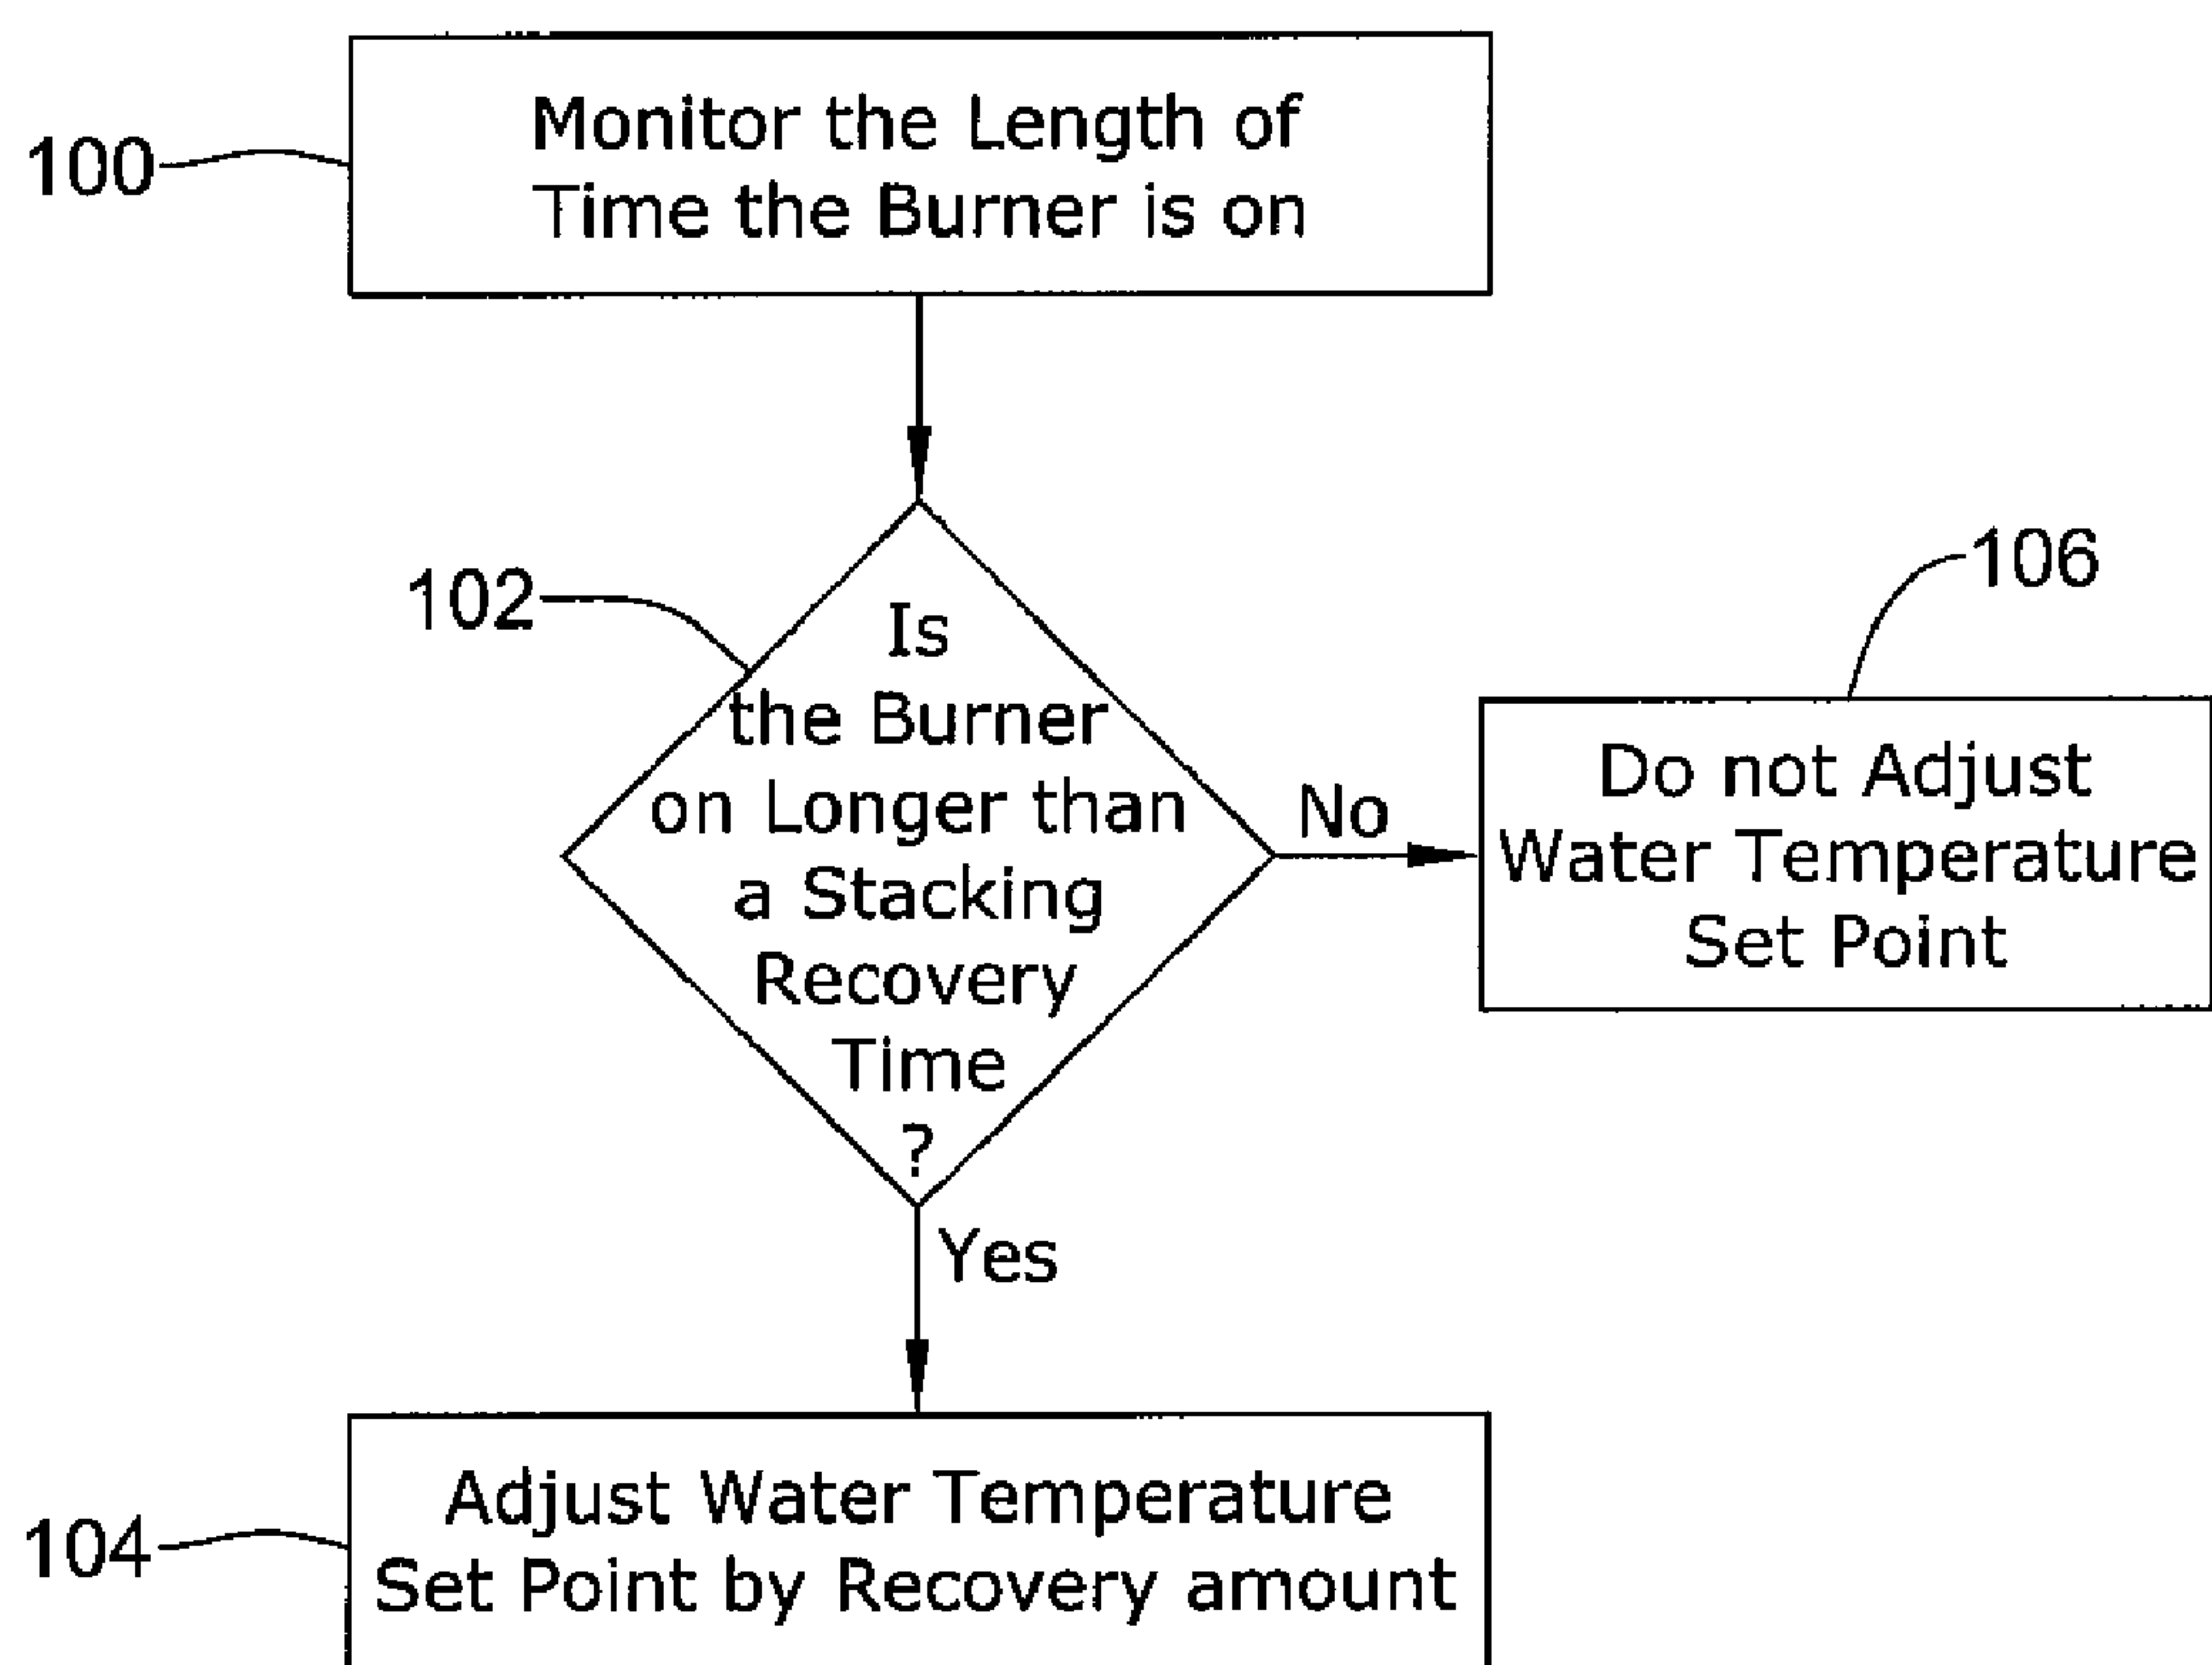 100
Monitor the Length of
Time the Burner is on
102
Is
the Burner
on Longer than
a Stacking
Recovery
Time
?
No
106
Do not Adjust
Water Temperature
Set Point
Yes
104
Adjust Water Temperature
Set Point by Recovery amount